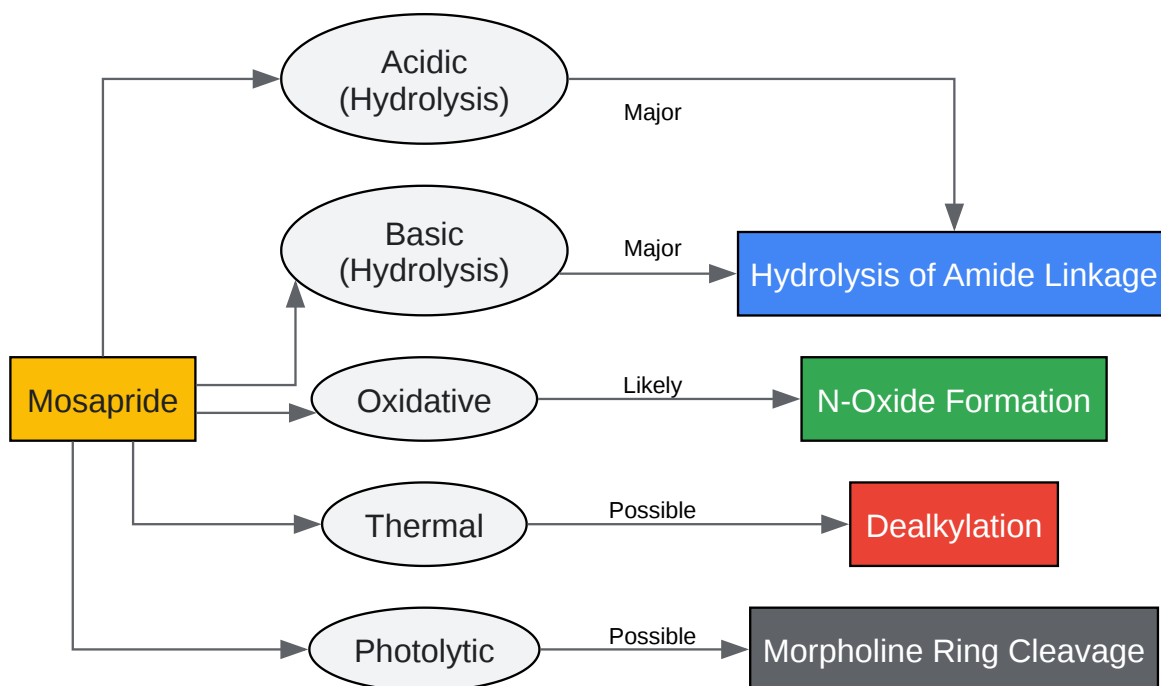 Acidic
(Hydrolysis)
Major
Basic
(Hydrolysis)
Major
Hydrolysis of Amide Linkage
Mosapride
Oxidative
Likely
N-Oxide Formation
Thermal
Possible
Dealkylation
Photolytic
Possible
Morpholine Ring Cleavage